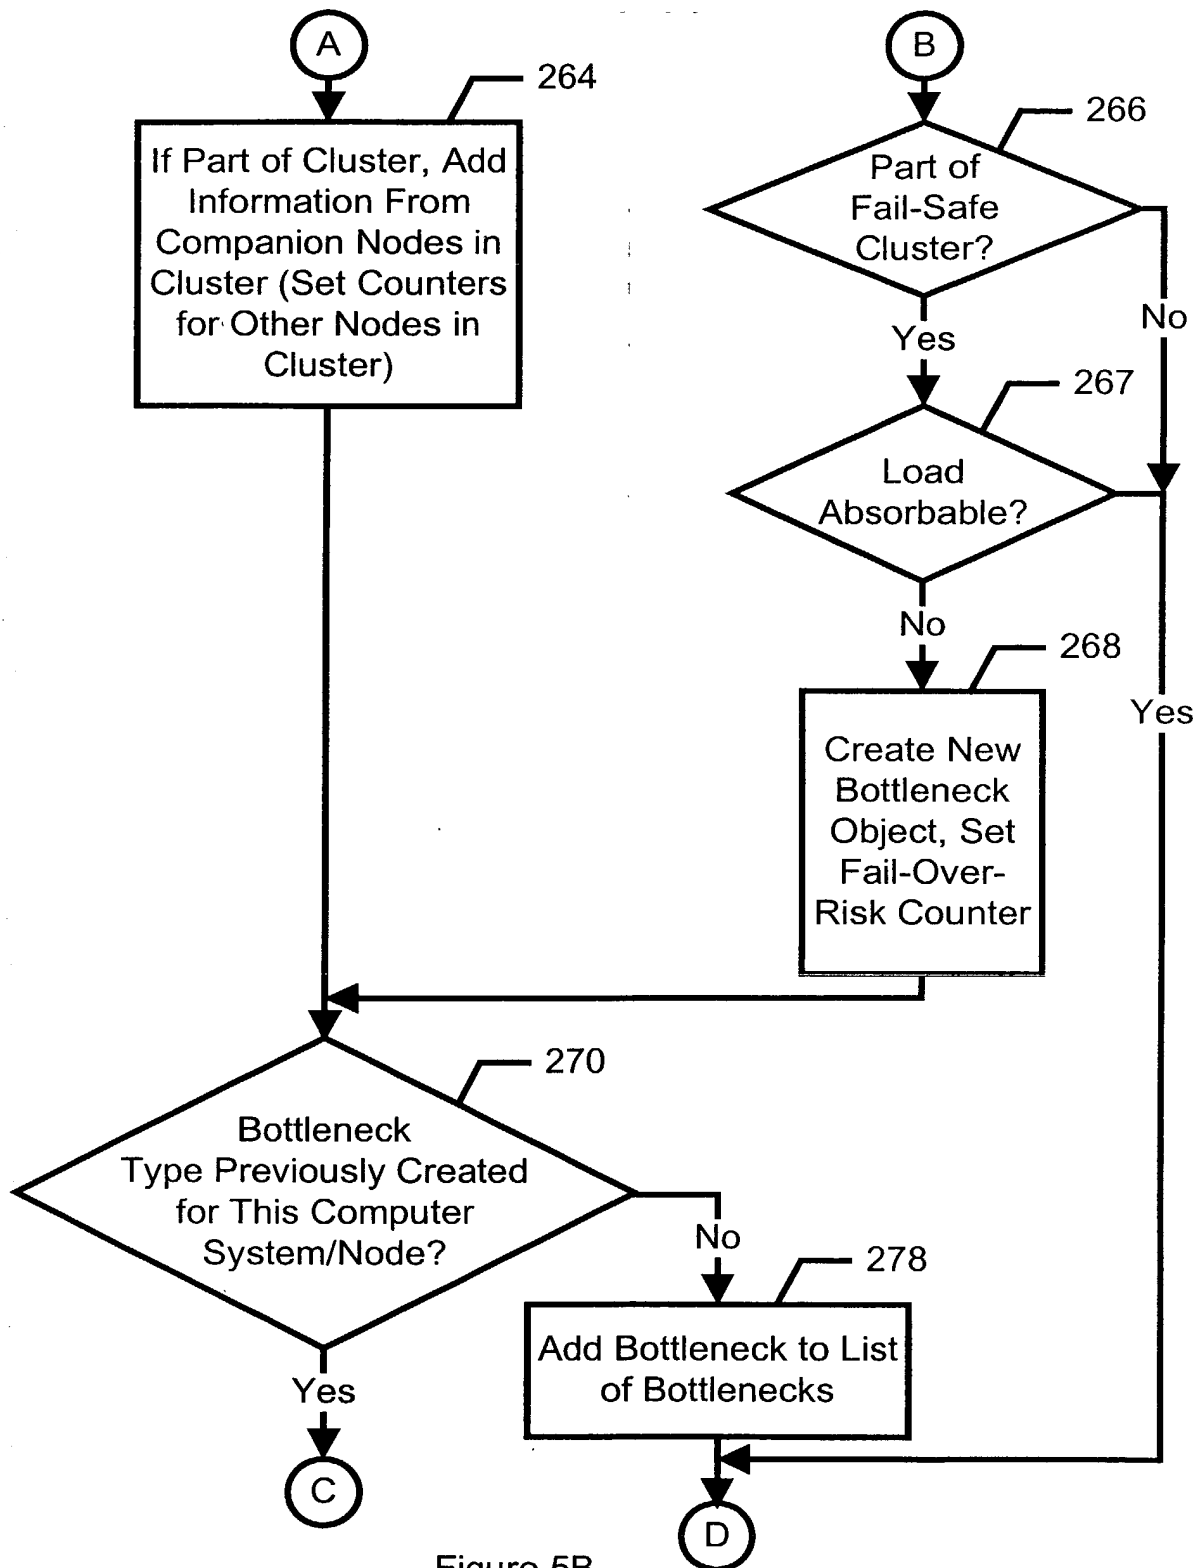 A
264
If Part of Cluster, Add
Information From
Companion Nodes in
Cluster (Set Counters
for Other Nodes in
Cluster)
B
266
Part of
Fail-Safe
Cluster?
No
Yes
267
Load
Absorbable?
No
268
Yes
Create New
Bottleneck
Object, Set
Fail-Over-
Risk Counter
270
Bottleneck
Type Previously Created
for This Computer
System/Node?
No
278
Add Bottleneck to List
of Bottlenecks
Yes
C
D
Figure 5B